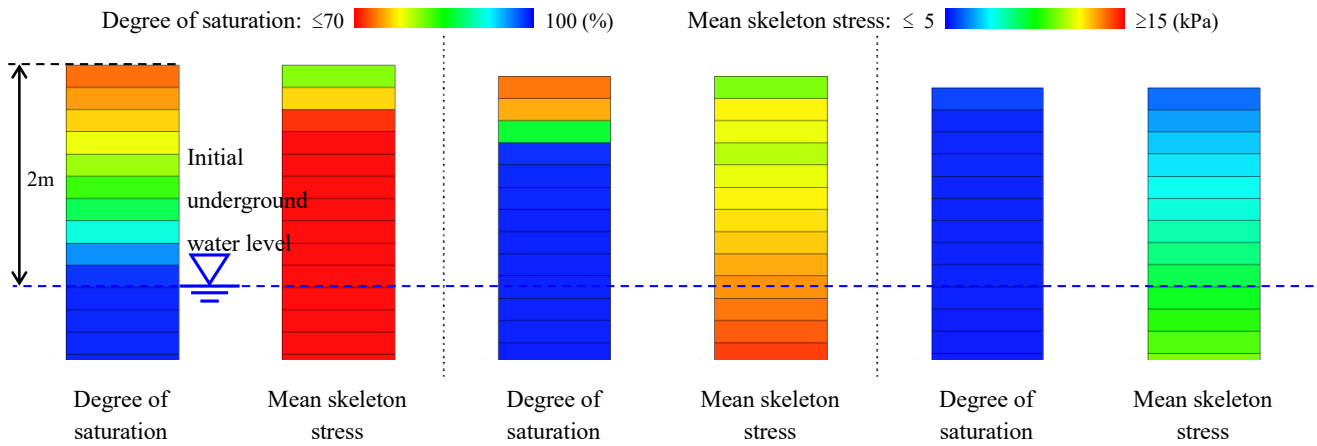 Degree of saturation: ≤70 100 (%)
Mean skeleton stress: ≤ 5 ≥15 (kPa)
2m
Initial
underground
water level
Degree of
saturation
Mean skeleton
stress
Degree of
saturation
Mean skeleton
stress
Degree of
saturation
Mean skeleton
stress